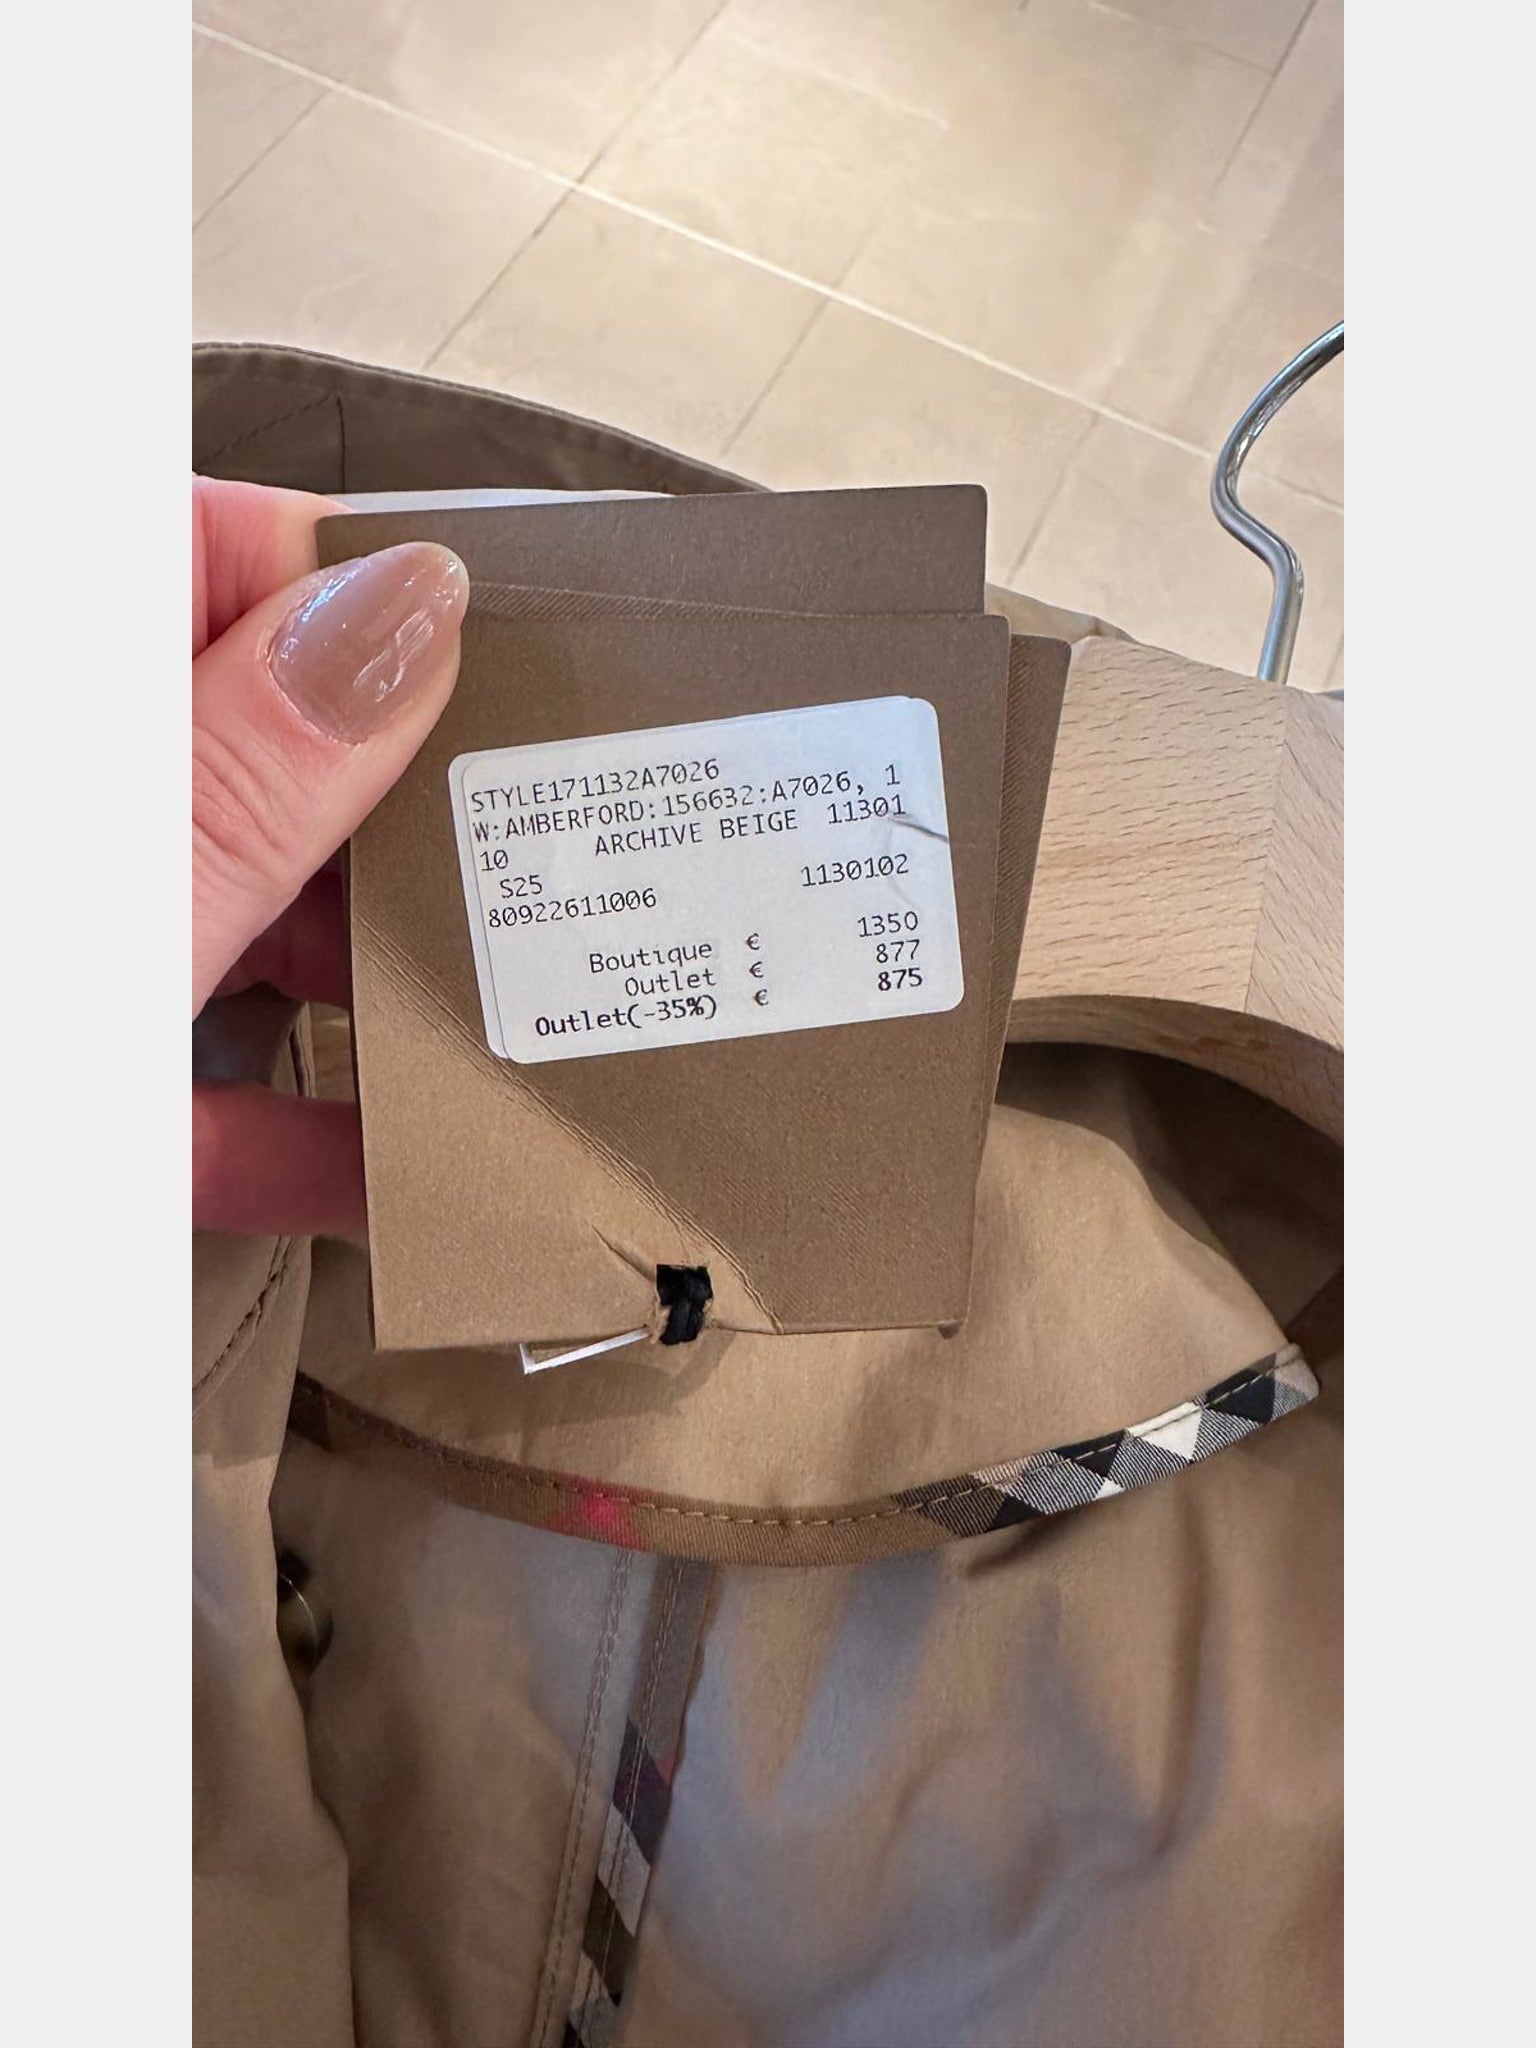 STYLE171132A7026
W:AMBERFORD:156632:A7026, 1
10 ARCHIVE BEIGE 11301
S25 1130102
80922611006
Boutique € 1350
Outlet € 877
Outlet(-35%) € 875